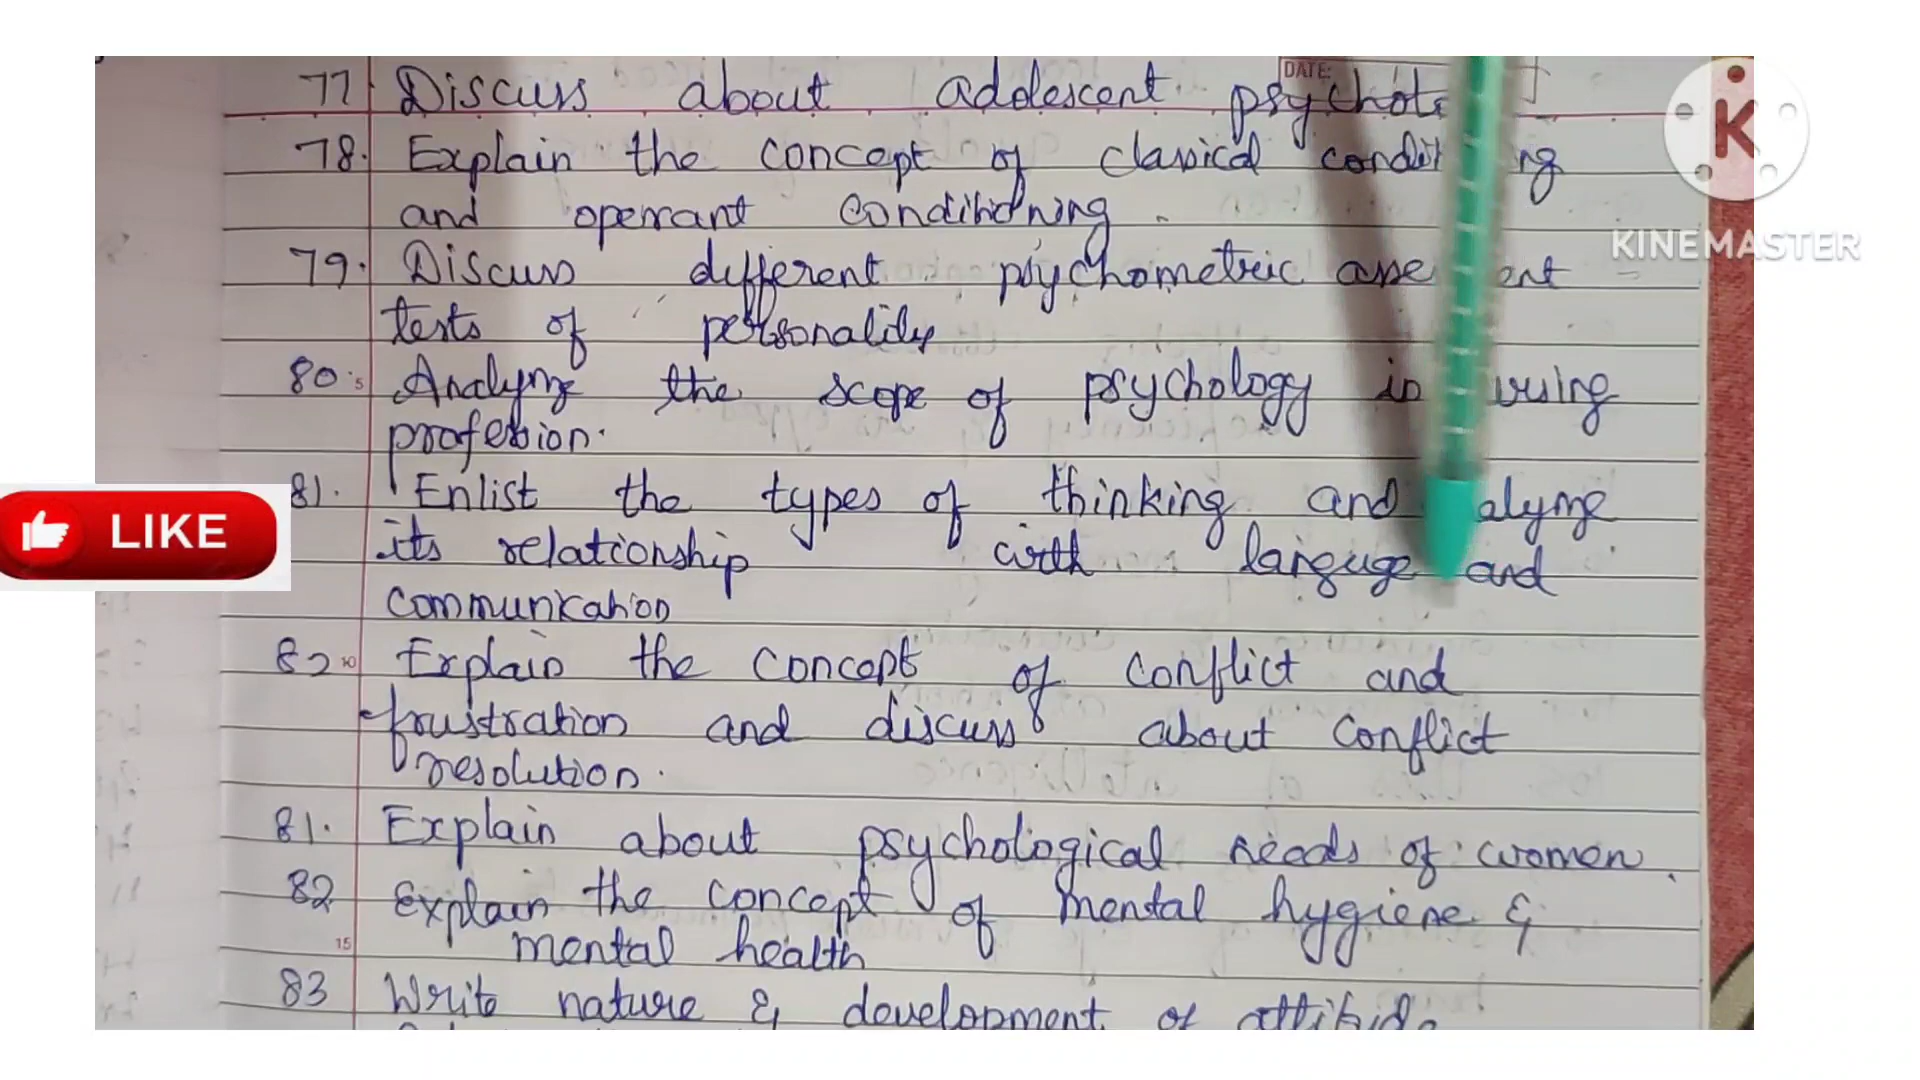 DATE:
77. Discuss about adolescent
78. Explain the concept of classical
and operant conditioning.
79. Discuss different psychometric
tests of personality
80. Analyze the scope of psychology in
profession.
81. Enlist the types of thinking and
its relationship with languge and
communication
82 Explain the concept of conflict and
frustration and discuss about conflict
resolution.
81. Explain about psychological needs of women.
82 Explain the concept of mental hygiene &
mental health
83 Write nature & development of
5
10
15
LIKE
K
KINEMASTER